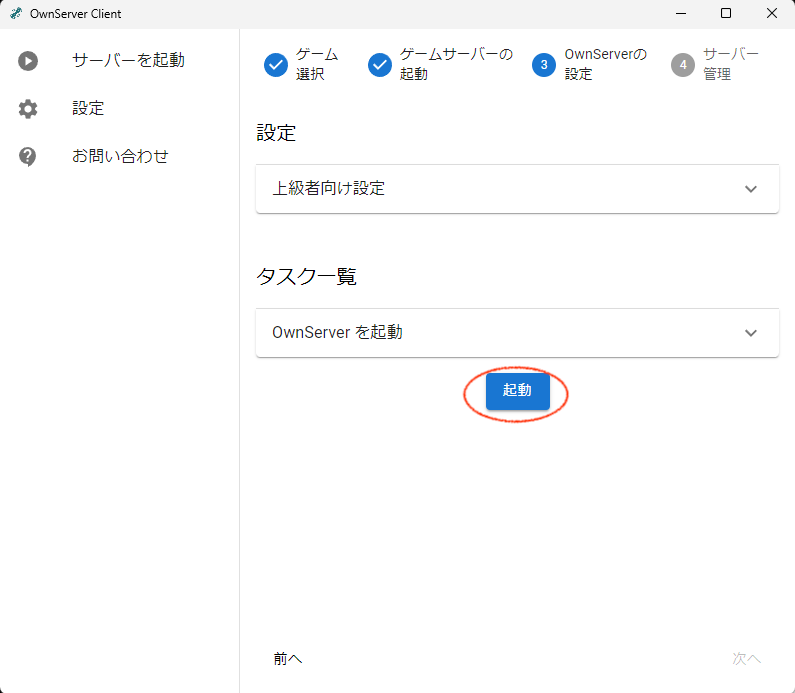 OwnServer Client
サーバーを起動
設定
お問い合わせ
ゲーム
選択
ゲームサーバーの
起動
3
OwnServerの
設定
4
サーバー
管理
設定
上級者向け設定
タスク一覧
OwnServer を起動
起動
前へ
次へ